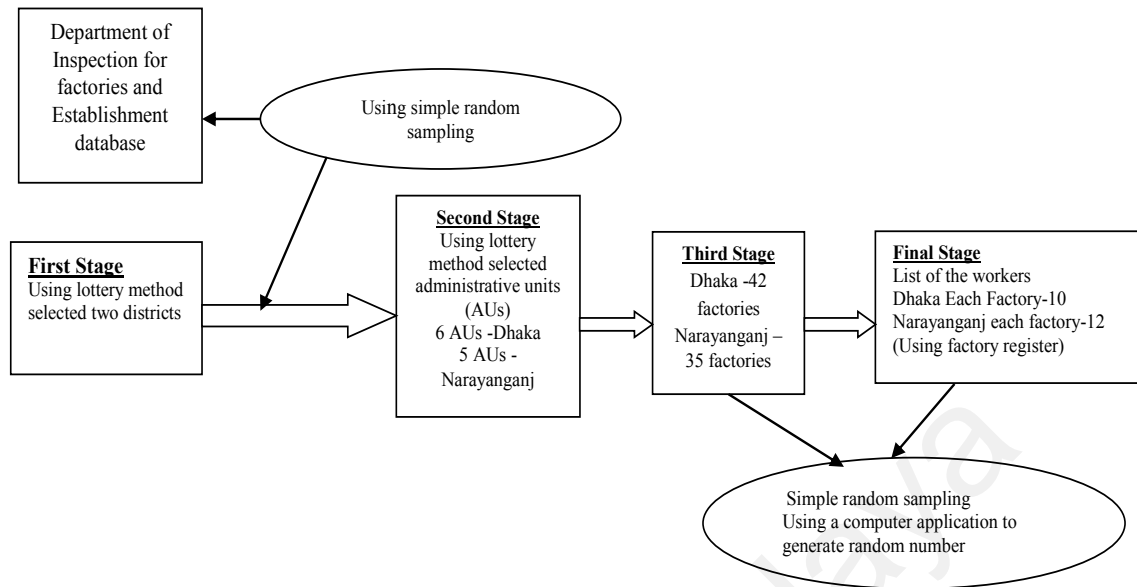 Department of
Inspection for
factories and
Establishment
database
Using simple random
sampling
First Stage
Using lottery method
selected two districts
Second Stage
Using lottery
method selected
administrative units
(AUs)
6 AUs -Dhaka
5 AUs -
Narayanganj
Third Stage
Dhaka -42
factories
Narayanganj –
35 factories
Final Stage
List of the workers
Dhaka Each Factory-10
Narayanganj each factory-12
(Using factory register)
Simple random sampling
Using a computer application to
generate random number
laya